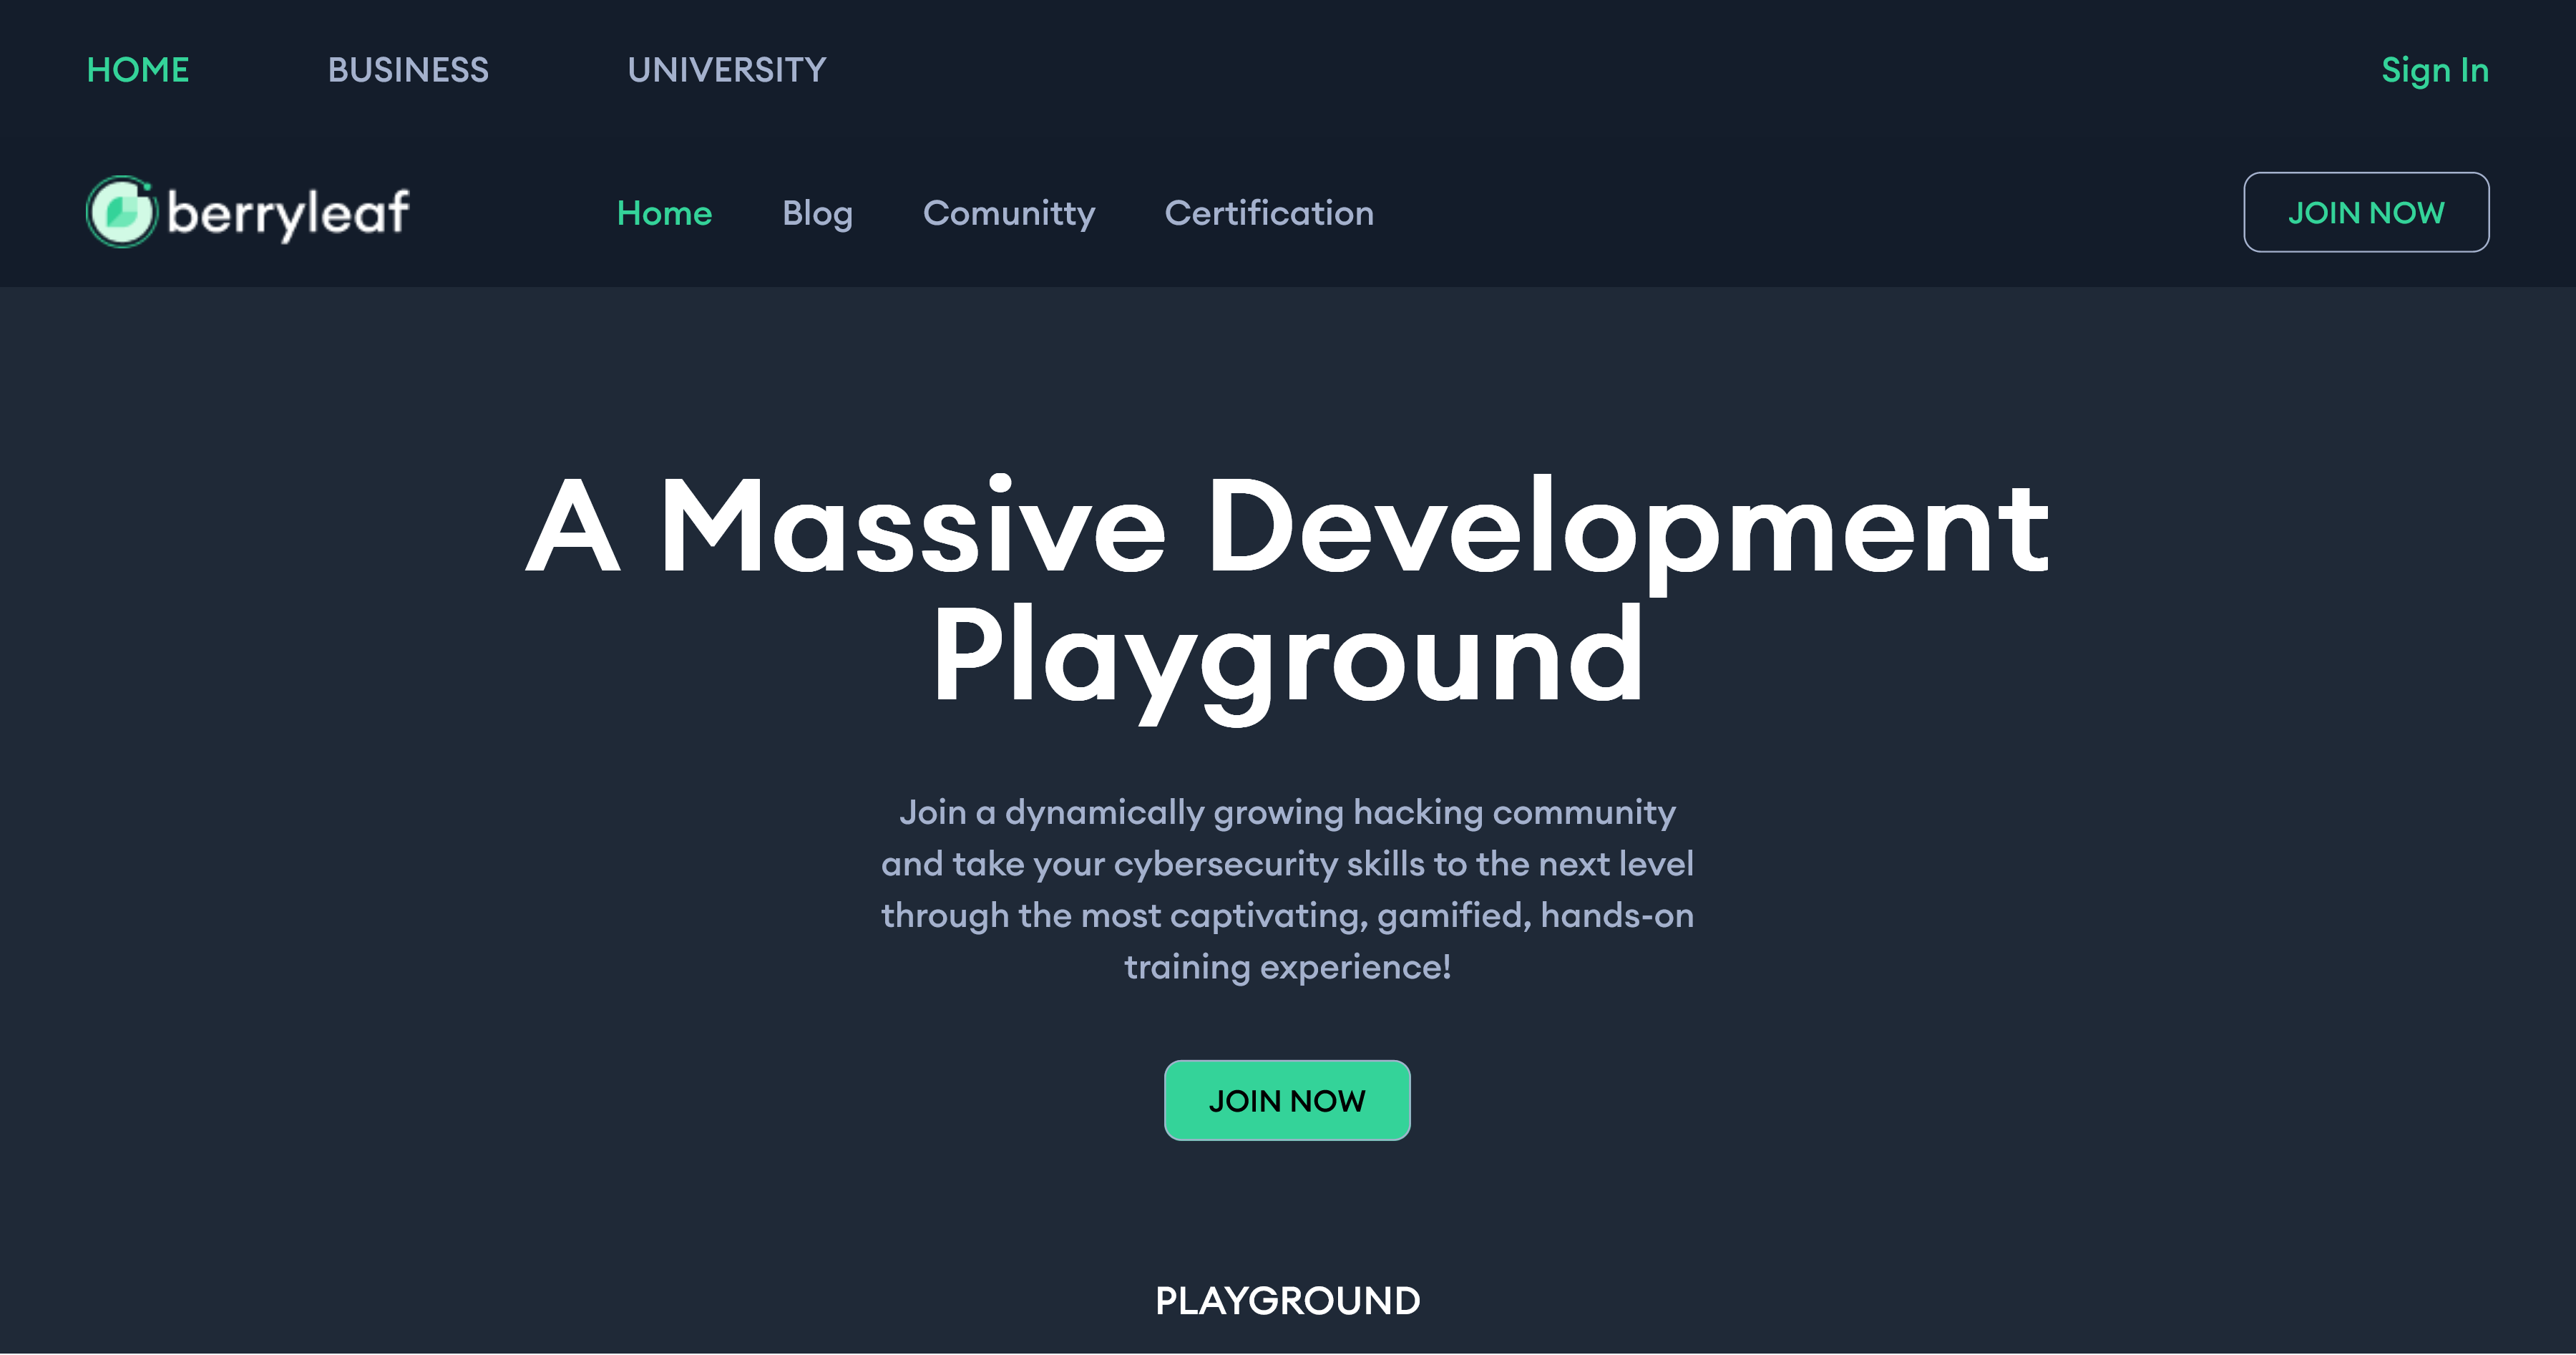 HOME BUSINESS UNIVERSITY Sign In
berryleaf Home Blog Comunitty Certification JOIN NOW
A Massive Development
Playground
Join a dynamically growing hacking community
and take your cybersecurity skills to the next level
through the most captivating, gamified, hands-on
training experience!
JOIN NOW
PLAYGROUND